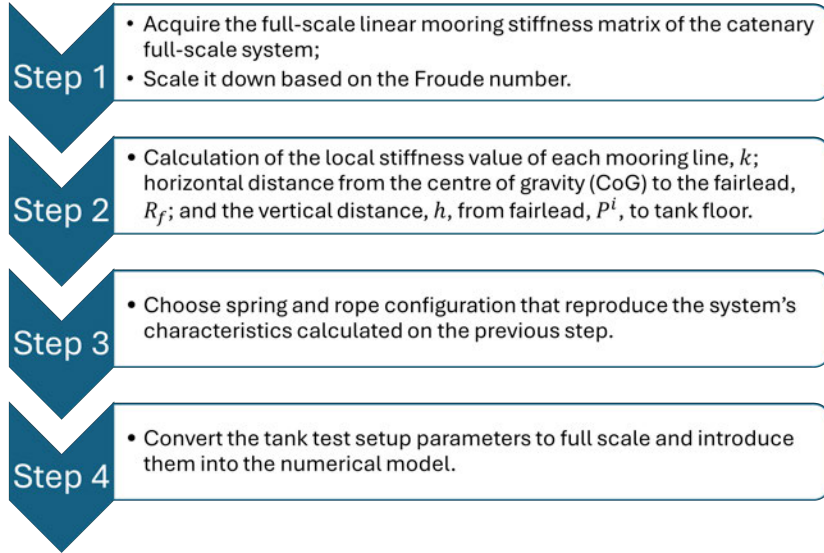 Step 1
• Acquire the full-scale linear mooring stiffness matrix of the catenary
full-scale system;
• Scale it down based on the Froude number.
Step 2
• Calculation of the local stiffness value of each mooring line, k;
horizontal distance from the centre of gravity (CoG) to the fairlead,
R_f; and the vertical distance, h, from fairlead, P^i, to tank floor.
Step 3
• Choose spring and rope configuration that reproduce the system’s
characteristics calculated on the previous step.
Step 4
• Convert the tank test setup parameters to full scale and introduce
them into the numerical model.